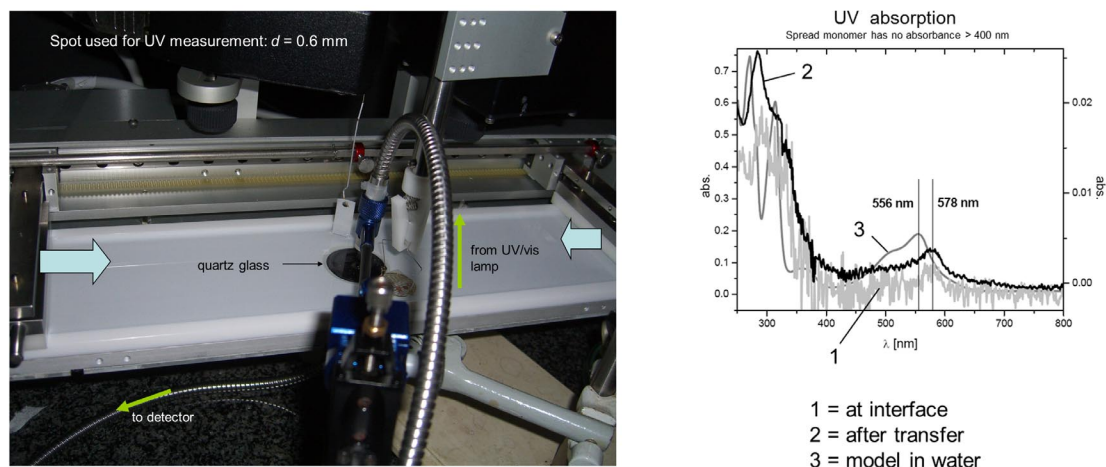 Spot used for UV measurement: d = 0.6 mm
quartz glass
from UV/vis
lamp
to detector
UV absorption
Spread monomer has no absorbance > 400 nm
2
556 nm
578 nm
3
1
0.7
0.6
0.5
0.4
0.3
0.2
0.1
0.0
abs.
0.02
0.01
0.00
abs.
300 400 500 600 700 800
λ [nm]
1 = at interface
2 = after transfer
3 = model in water